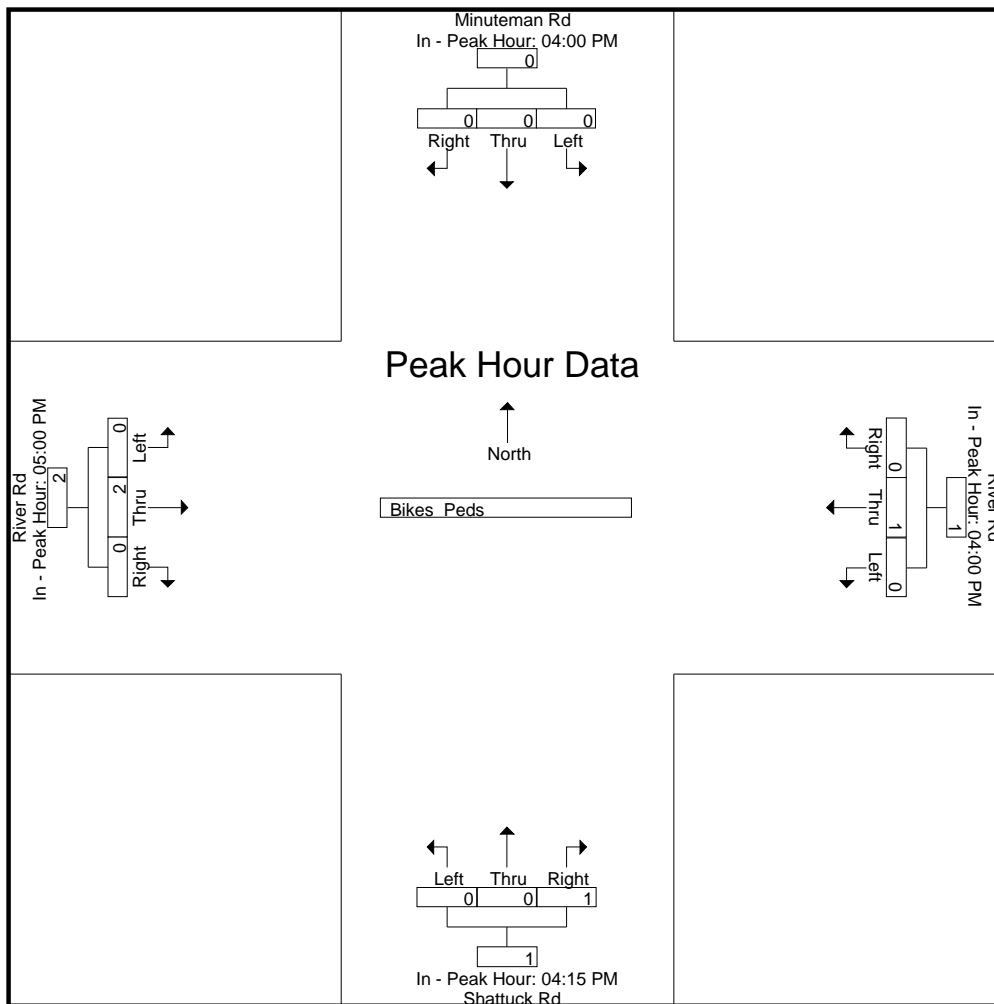 Minuteman Rd
In - Peak Hour: 04:00 PM
0
0 0 0
Right Thru Left
Peak Hour Data
North
Bikes Peds
River Rd
In - Peak Hour: 05:00 PM
2
0 2 0
Left Thru Right
Right Thru Left
0 1 0
1
In - Peak Hour: 04:00 PM
River Rd
Left Thru Right
0 0 1
1
In - Peak Hour: 04:15 PM
Shattuck Rd